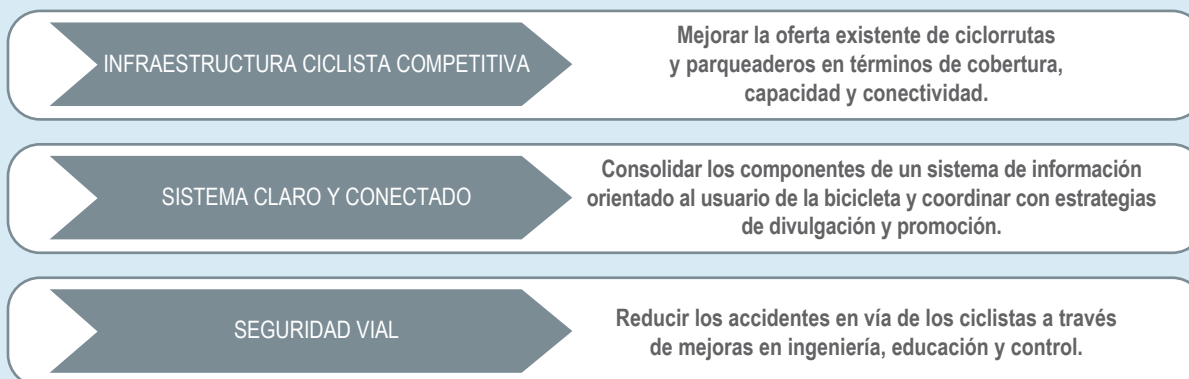 INFRAESTRUCTURA CICLISTA COMPETITIVA
Mejorar la oferta existente de ciclorrutas
y parqueaderos en términos de cobertura,
capacidad y conectividad.
SISTEMA CLARO Y CONECTADO
Consolidar los componentes de un sistema de información
orientado al usuario de la bicicleta y coordinar con estrategias
de divulgación y promoción.
SEGURIDAD VIAL
Reducir los accidentes en vía de los ciclistas a través
de mejoras en ingeniería, educación y control.